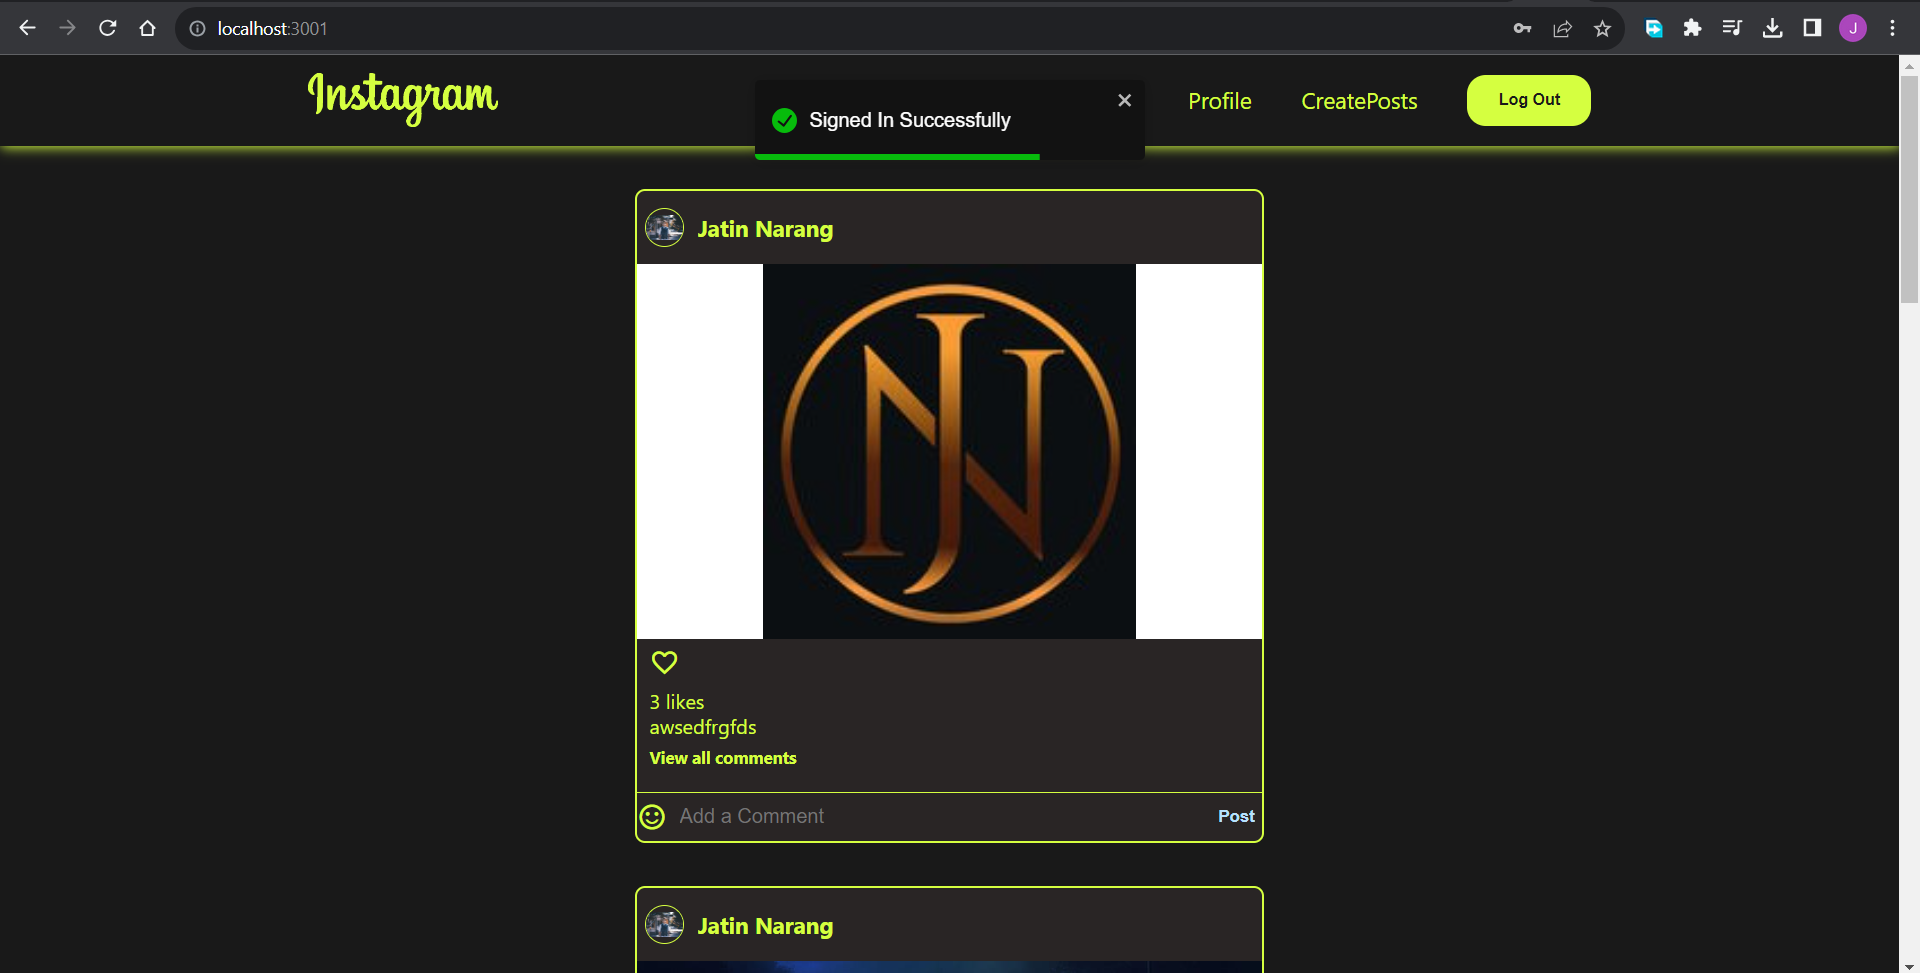 localhost:3001
J
Instagram
Signed In Successfully
Profile
CreatePosts
Log Out
Jatin Narang
NJN
3 likes
awsedfrgfds
View all comments
Add a Comment
Post
Jatin Narang